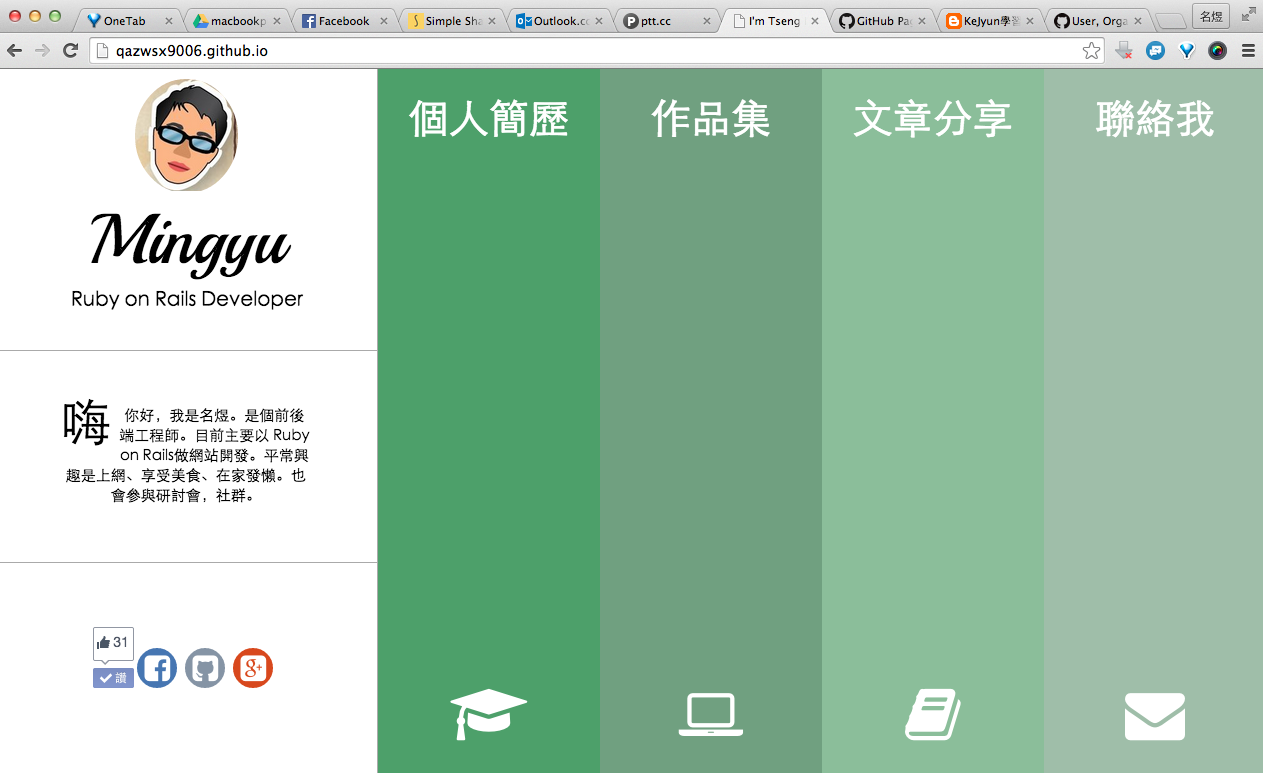 OneTab
macbookp
Facebook
Simple Sha
Outlook.co
ptt.cc
I'm Tseng
GitHub Pa
KeJyun學習
User, Orga
名煜
qazwsx9006.github.io
Mingyu
Ruby on Rails Developer
嗨 你好，我是名煜。是個前後
端工程師。目前主要以 Ruby
on Rails做網站開發。平常興
趣是上網、享受美食、在家發懶。也
會參與研討會，社群。
31
讚
個人簡歷
作品集
文章分享
聯絡我